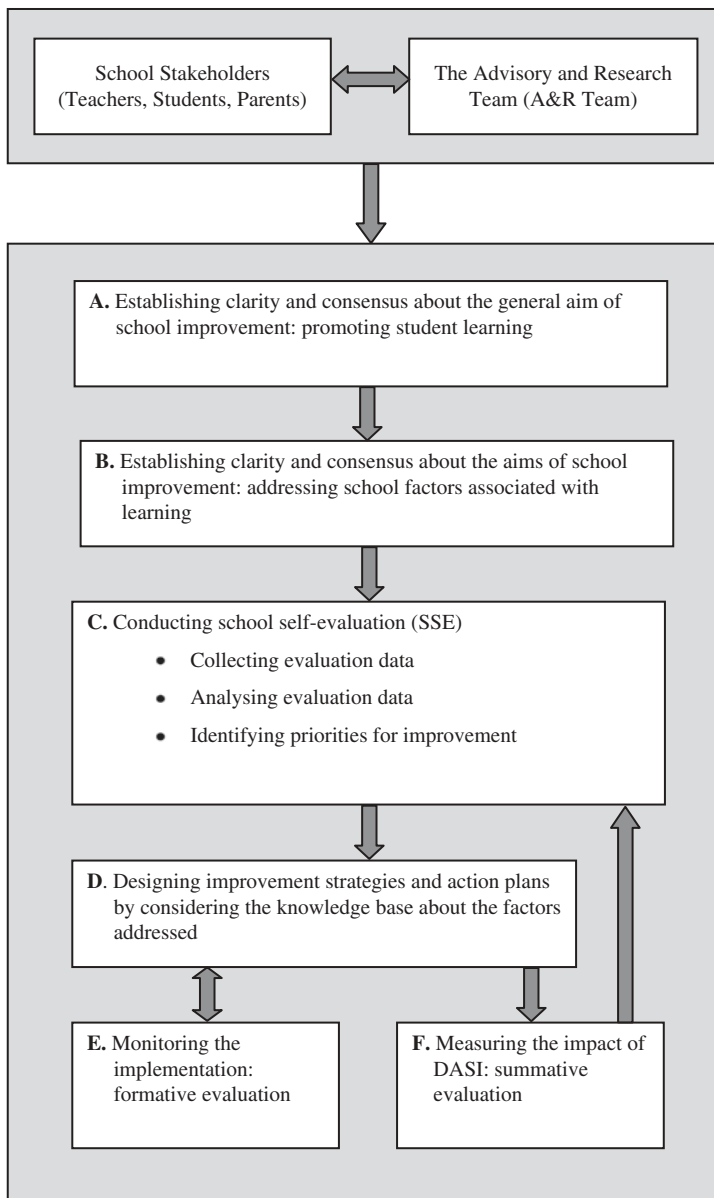 School Stakeholders
(Teachers, Students, Parents)
The Advisory and Research
Team (A&R Team)
A. Establishing clarity and consensus about the general aim of
school improvement: promoting student learning
B. Establishing clarity and consensus about the aims of school
improvement: addressing school factors associated with
learning
C. Conducting school self-evaluation (SSE)
• Collecting evaluation data
• Analysing evaluation data
• Identifying priorities for improvement
D. Designing improvement strategies and action plans
by considering the knowledge base about the factors
addressed
E. Monitoring the
implementation:
formative evaluation
F. Measuring the impact of
DASI: summative
evaluation